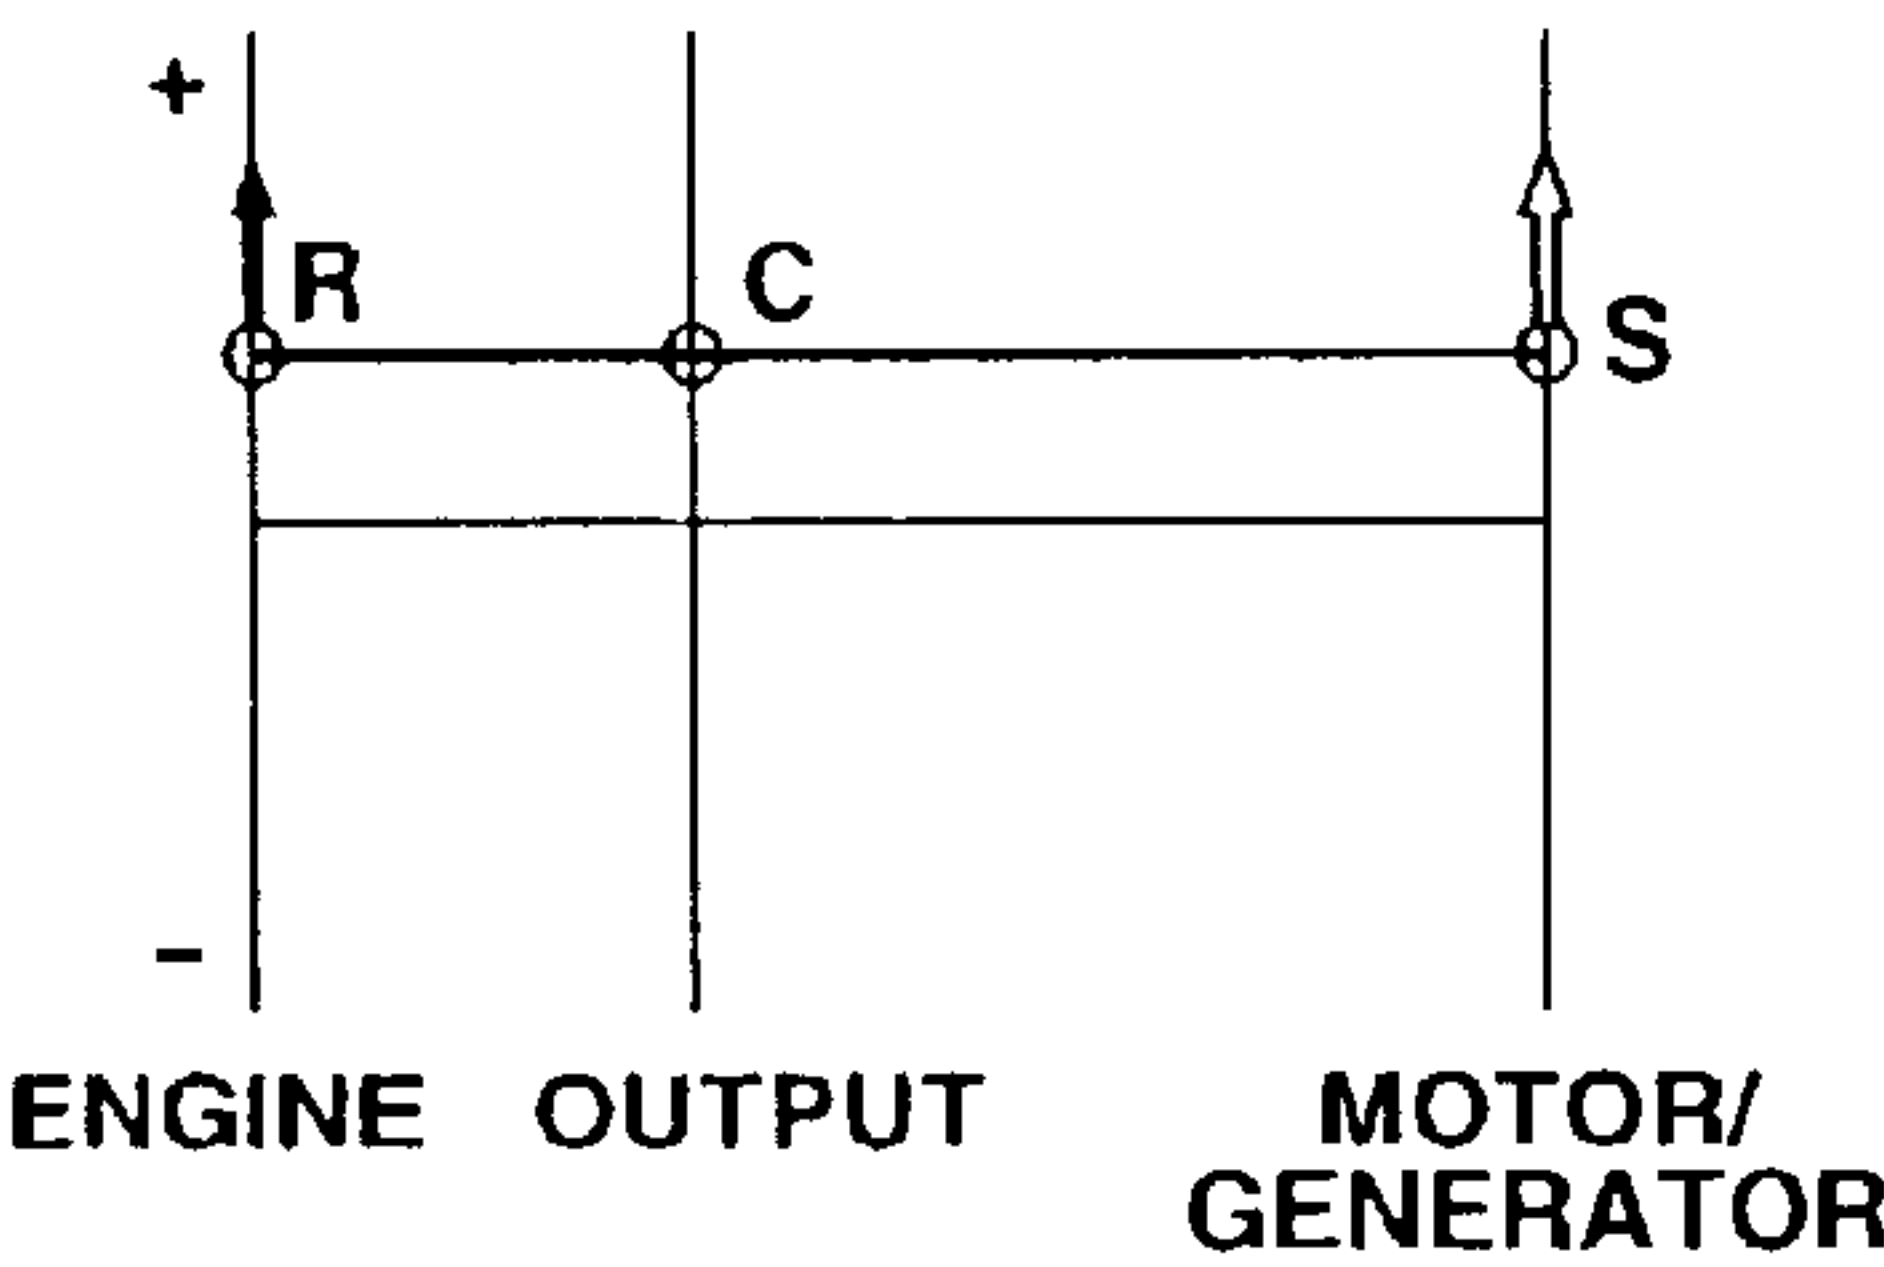 +
R
C
S
−
ENGINE OUTPUT MOTOR/
GENERATOR